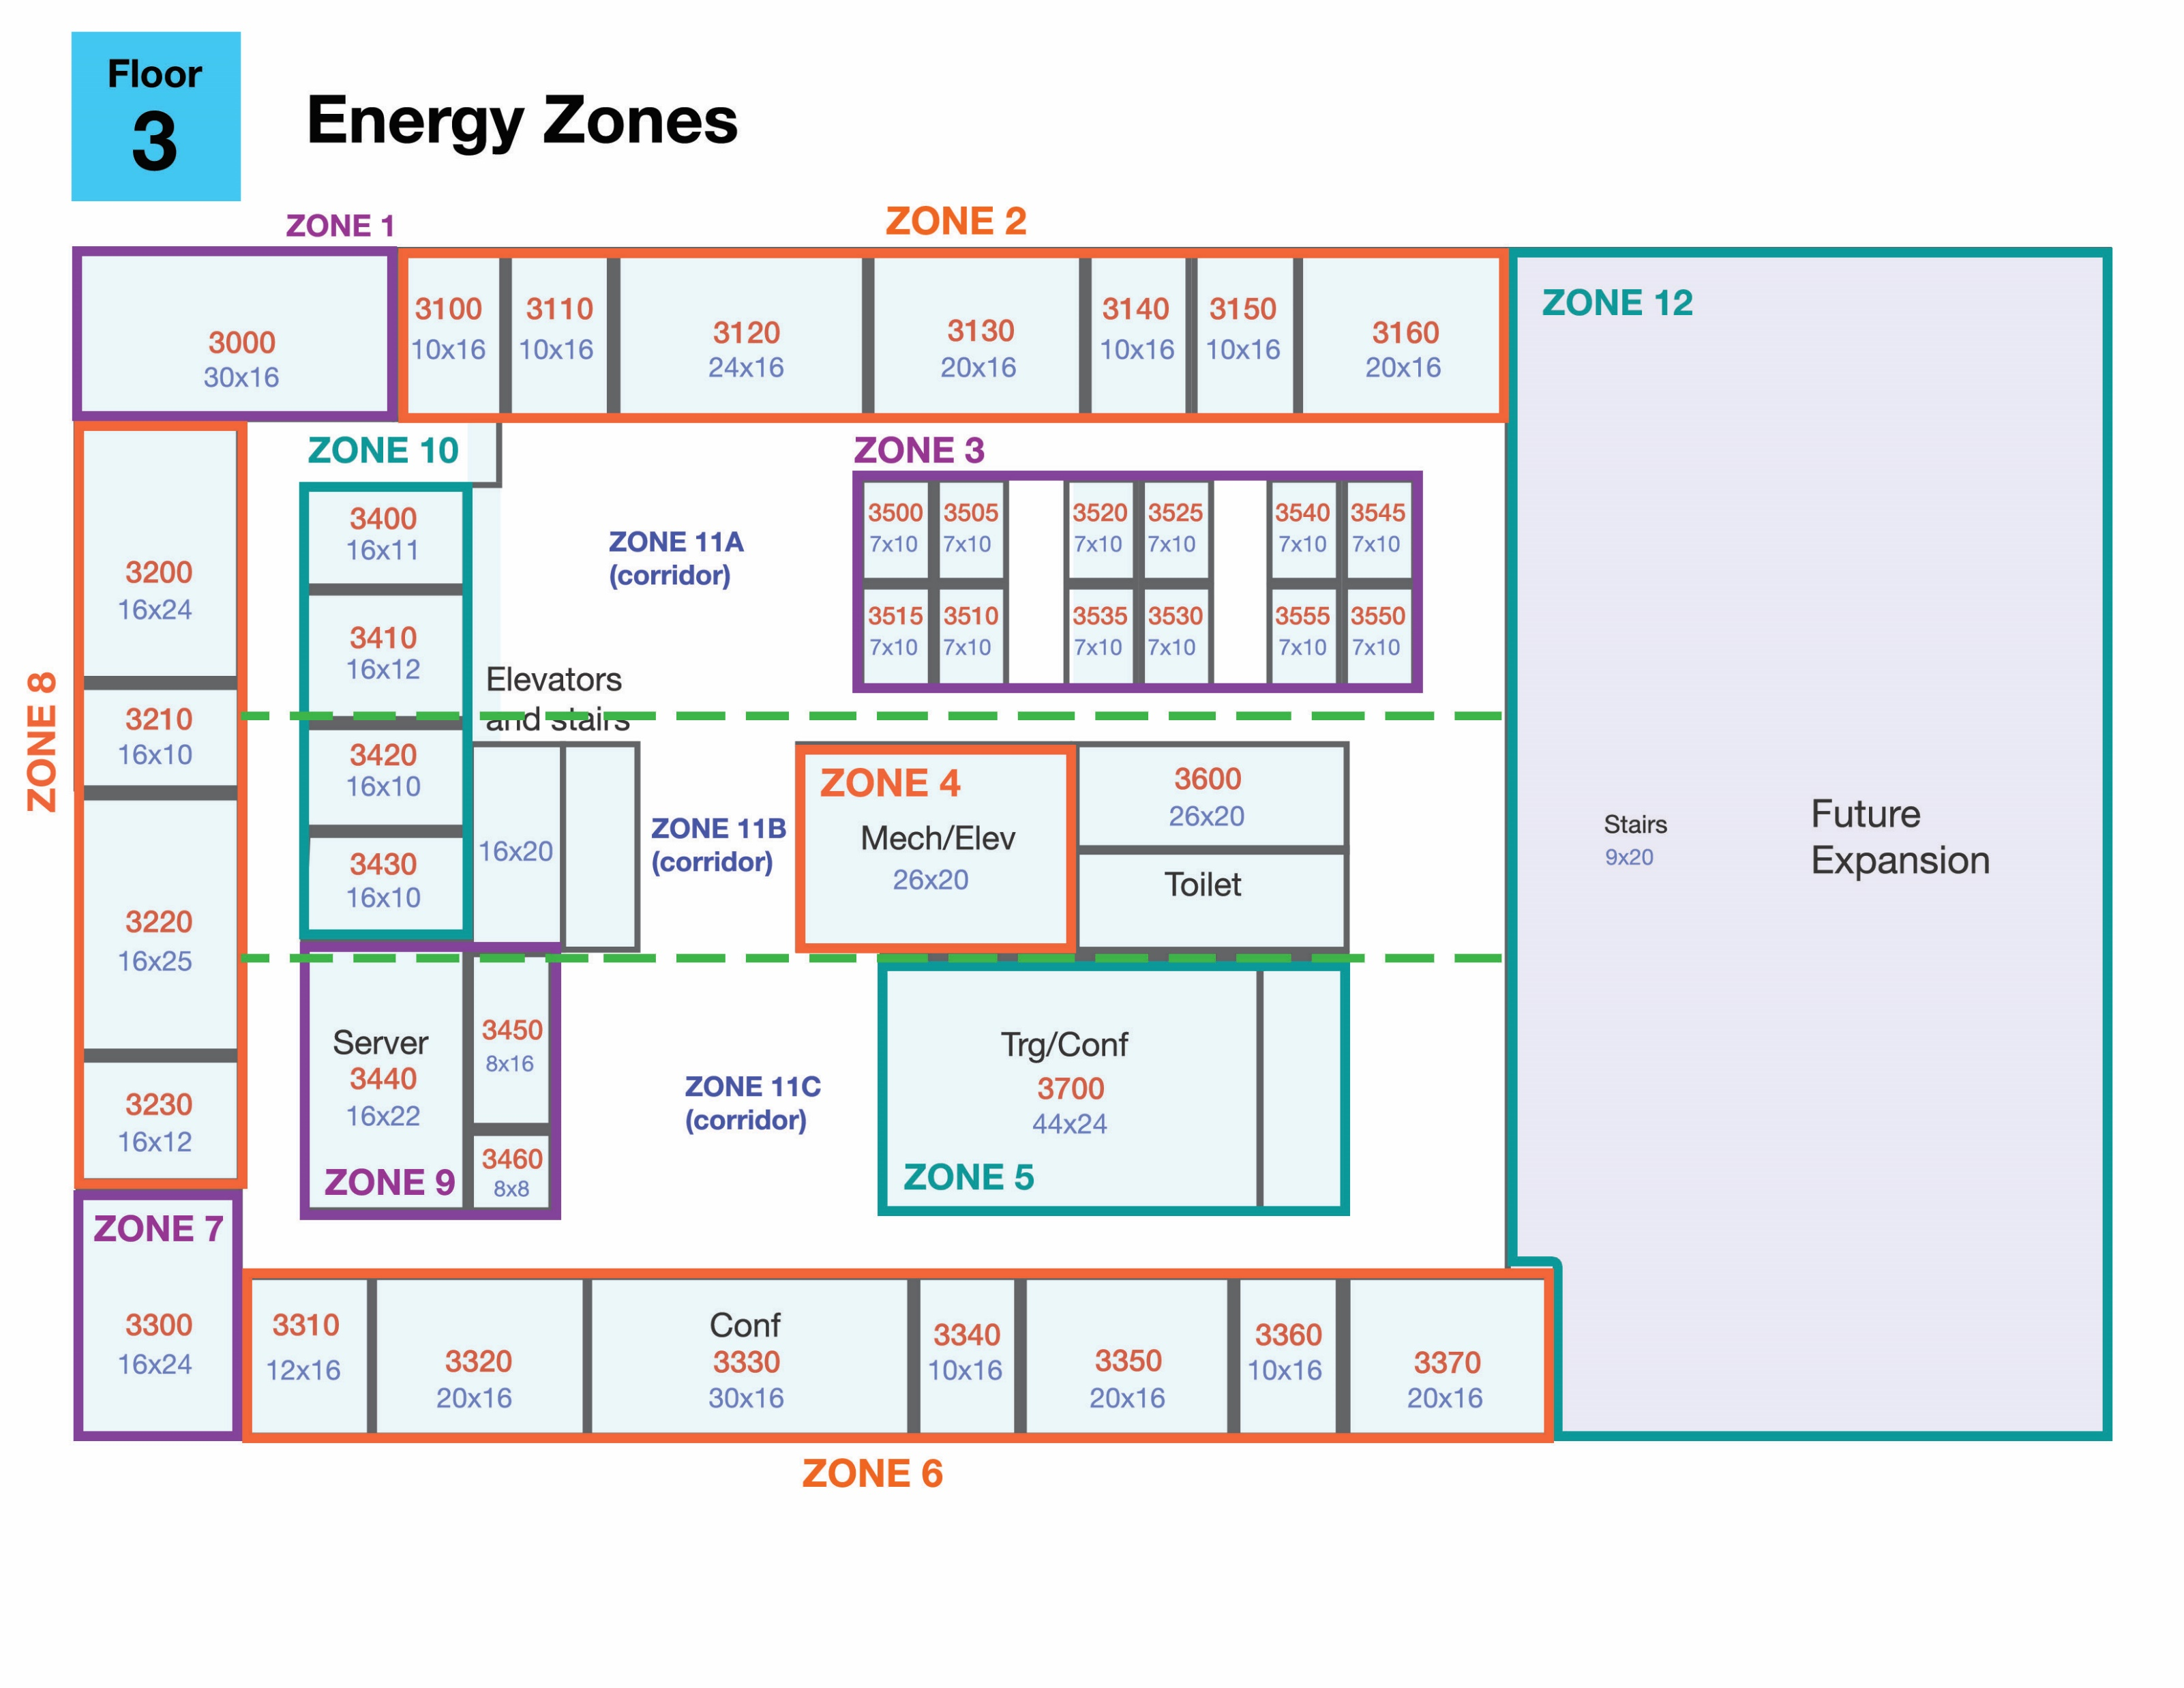 Floor
3
Energy Zones
ZONE 1
ZONE 2
3000
30x16
3100
10x16
3110
10x16
3120
24x16
3130
20x16
3140
10x16
3150
10x16
3160
20x16
ZONE 12
ZONE 8
3200
16x24
3210
16x10
3220
16x25
3230
16x12
ZONE 10
3400
16x11
3410
16x12
3420
16x10
3430
16x10
ZONE 11A
(corridor)
Elevators
and stairs
16x20
ZONE 3
3500
7x10
3505
7x10
3520
7x10
3525
7x10
3540
7x10
3545
7x10
3515
7x10
3510
7x10
3535
7x10
3530
7x10
3555
7x10
3550
7x10
ZONE 11B
(corridor)
ZONE 4
Mech/Elev
26x20
3600
26x20
Toilet
Stairs
9x20
Future
Expansion
Server
3440
16x22
ZONE 9
3450
8x16
3460
8x8
ZONE 11C
(corridor)
Trg/Conf
3700
44x24
ZONE 5
ZONE 7
3300
16x24
3310
12x16
3320
20x16
Conf
3330
30x16
3340
10x16
3350
20x16
3360
10x16
3370
20x16
ZONE 6